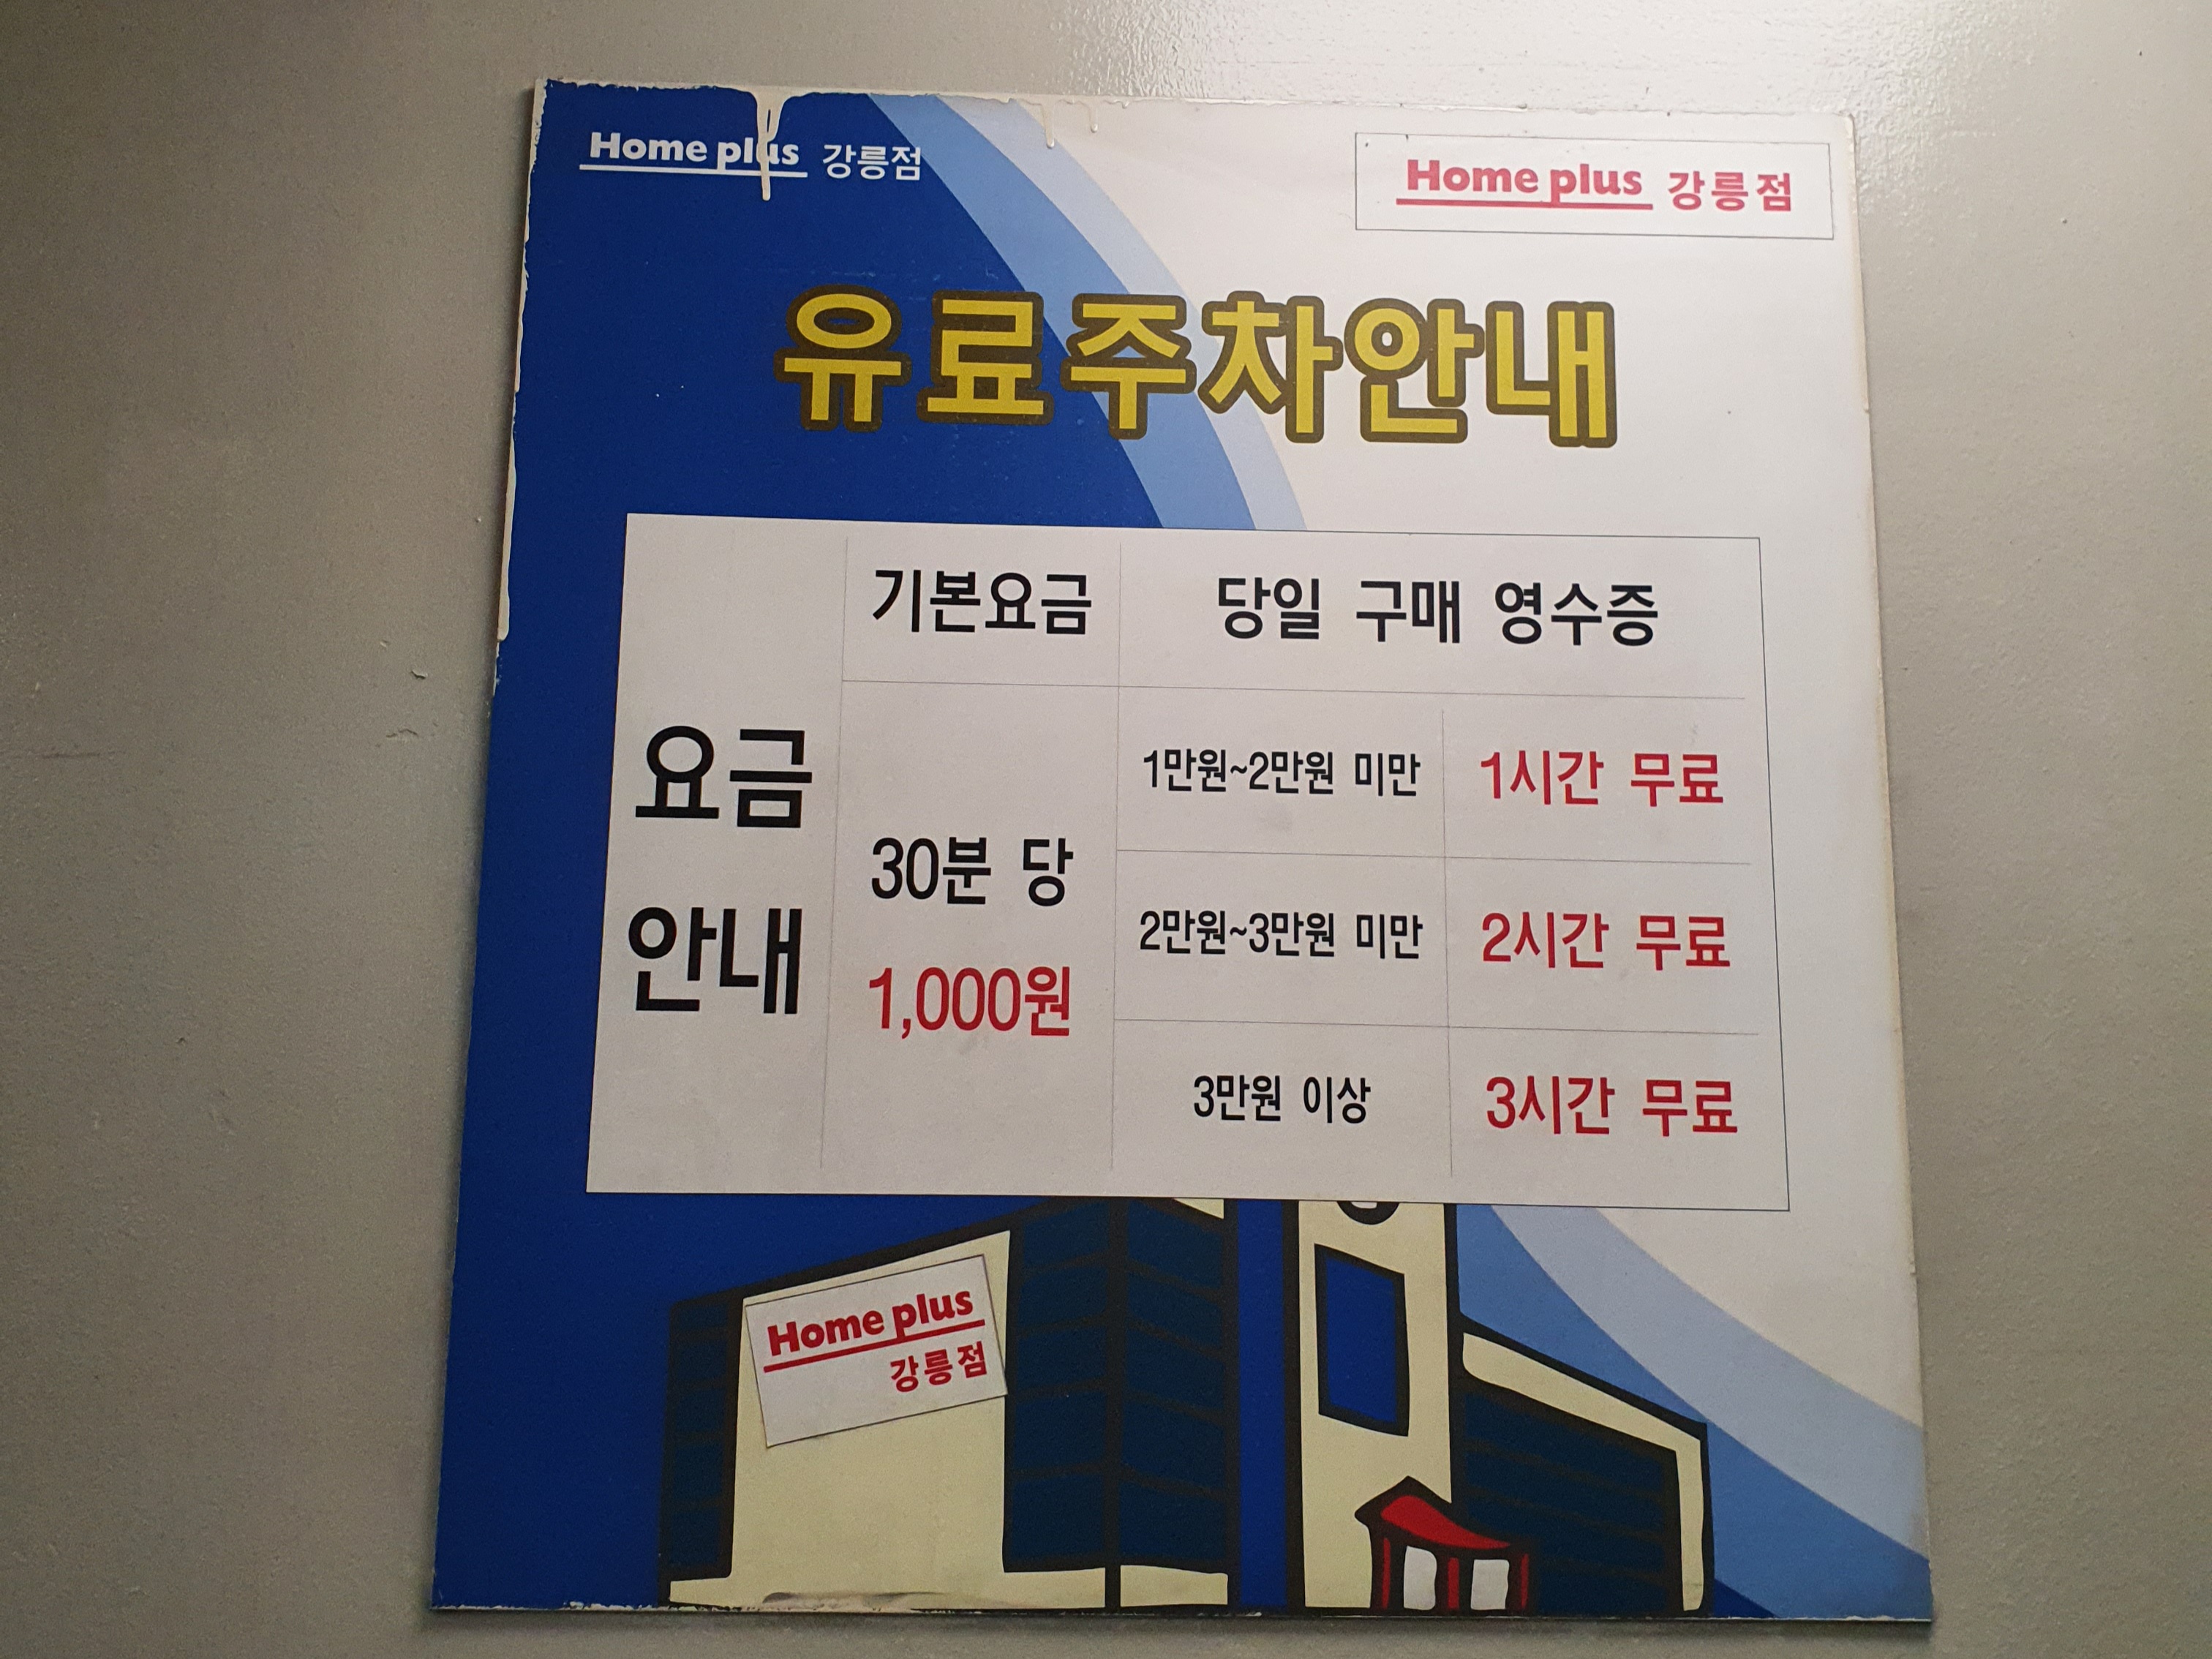 Home plus 강릉점
Home plus 강릉점
유료주차안내
요금
안내
기본요금
당일 구매 영수증
30분 당
1,000원
1만원~2만원 미만 1시간 무료
2만원~3만원 미만 2시간 무료
3만원 이상 3시간 무료
Home plus
강릉점